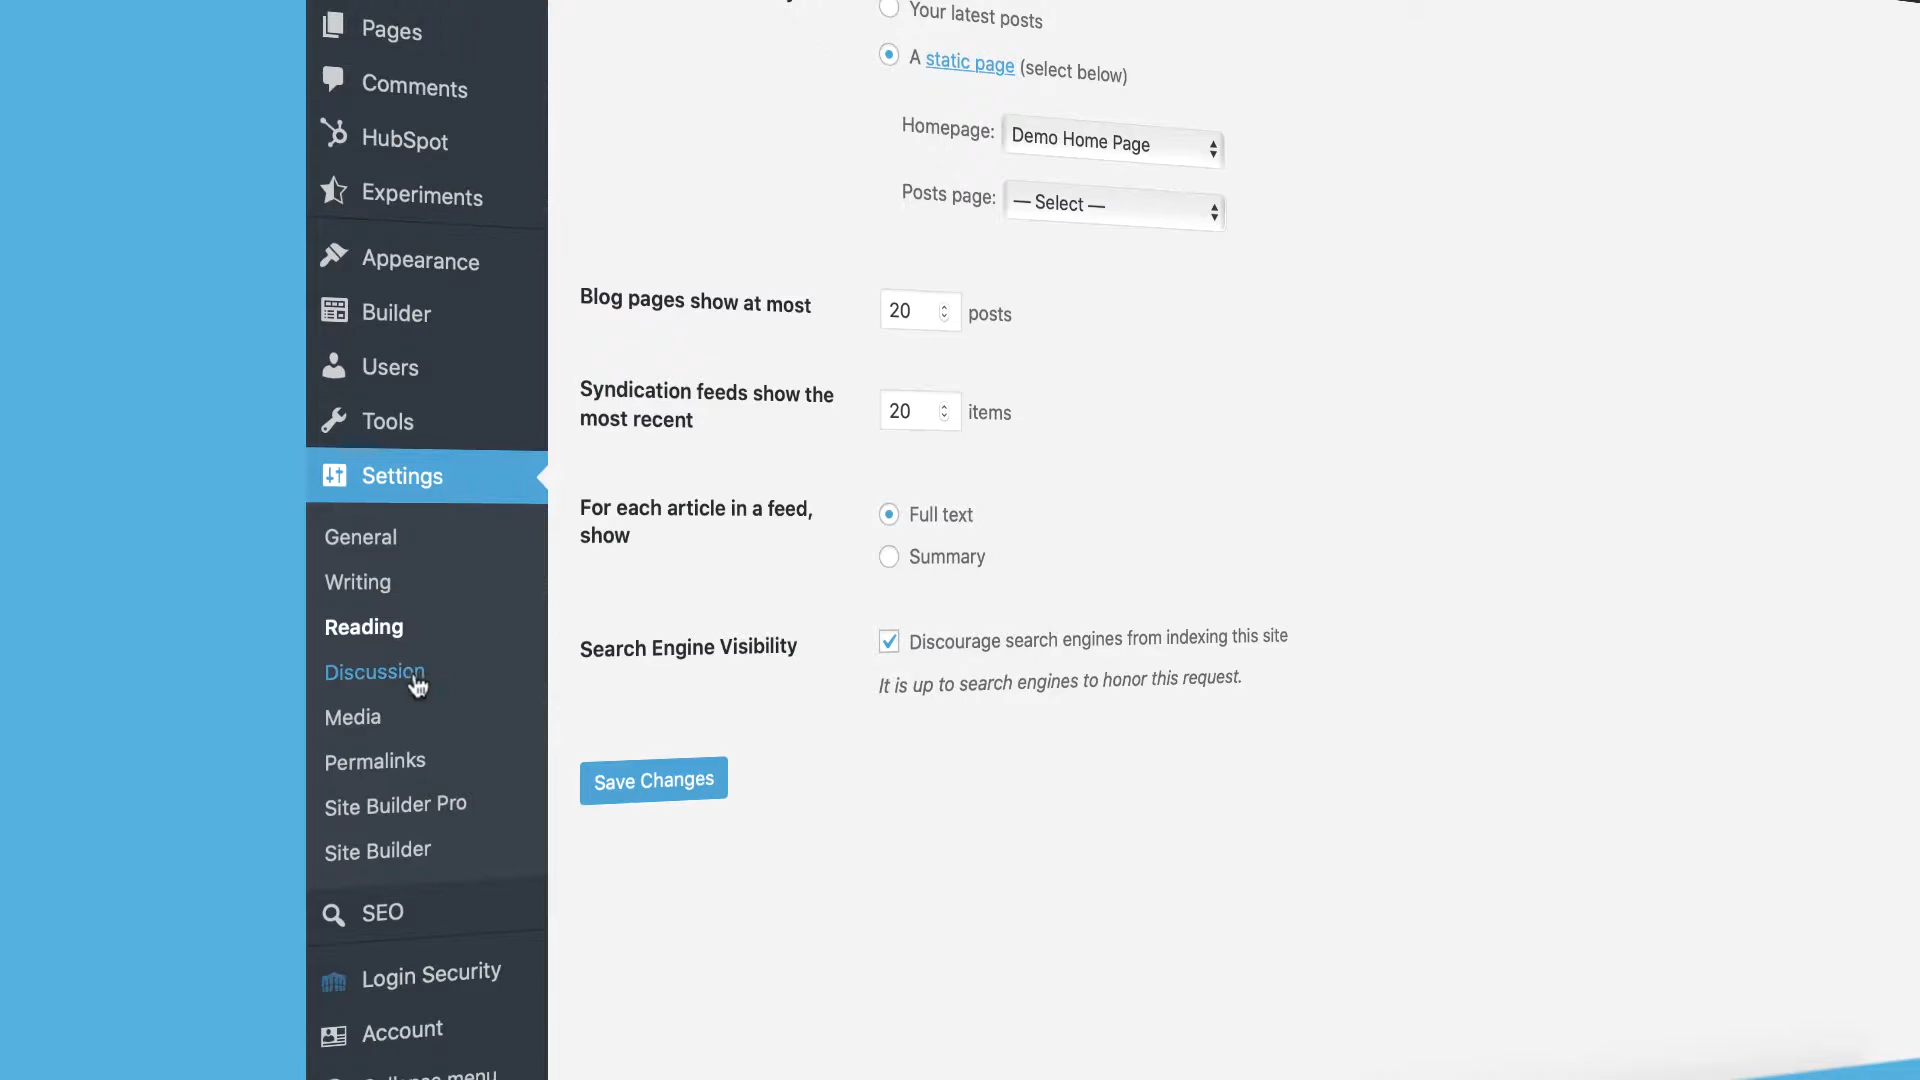 Pages
Comments
HubSpot
Experiments
Appearance
Builder
Users
Tools
Settings
General
Writing
Reading
Discussion
Media
Permalinks
Site Builder Pro
Site Builder
SEO
Login Security
Account
menu
Your latest posts
A static page (select below)
Homepage: Demo Home Page
Posts page: — Select —
Blog pages show at most 20 posts
Syndication feeds show the
most recent
20 items
For each article in a feed,
show
Full text
Summary
Search Engine Visibility
Discourage search engines from indexing this site
It is up to search engines to honor this request.
Save Changes